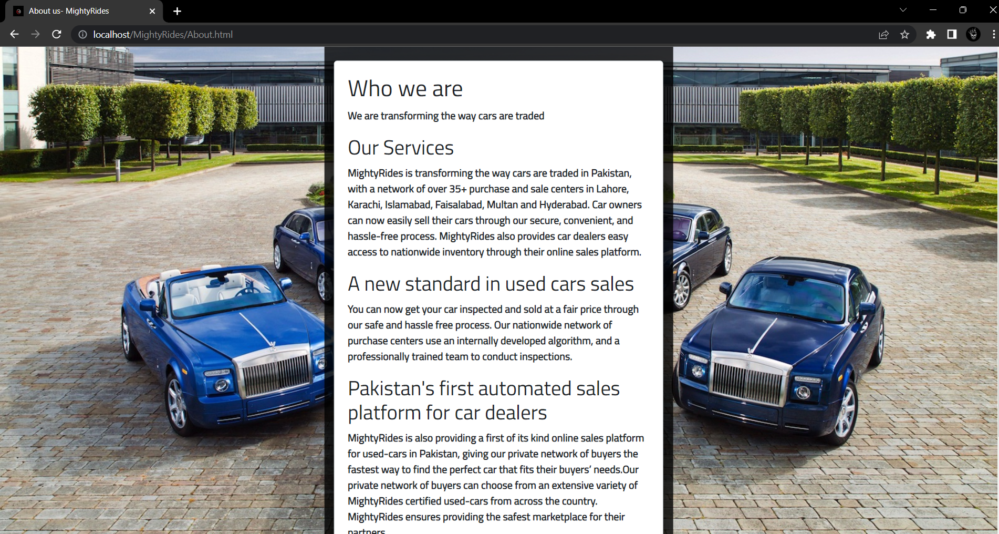 About us- MightyRides
localhost/MightyRides/About.html
Who we are
We are transforming the way cars are traded
Our Services
MightyRides is transforming the way cars are traded in Pakistan,
with a network of over 35+ purchase and sale centers in Lahore,
Karachi, Islamabad, Faisalabad, Multan and Hyderabad. Car owners
can now easily sell their cars through our secure, convenient, and
hassle-free process. MightyRides also provides car dealers easy
access to nationwide inventory through their online sales platform.
A new standard in used cars sales
You can now get your car inspected and sold at a fair price through
our safe and hassle free process. Our nationwide network of
purchase centers use an internally developed algorithm, and a
professionally trained team to conduct inspections.
Pakistan's first automated sales
platform for car dealers
MightyRides is also providing a first of its kind online sales platform
for used-cars in Pakistan, giving our private network of buyers the
fastest way to find the perfect car that fits their buyers’ needs.Our
private network of buyers can choose from an extensive variety of
MightyRides certified used-cars from across the country.
MightyRides ensures providing the safest marketplace for their
partners